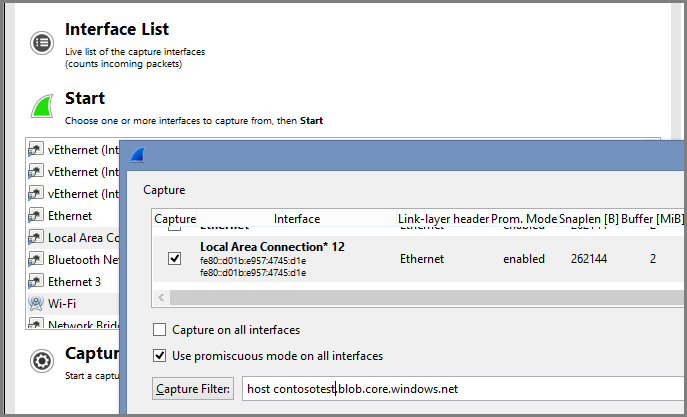 Interface List
Live list of the capture interfaces
(counts incoming packets)
Start
Choose one or more interfaces to capture from, then Start
vEthernet (Int
vEthernet (Int
vEthernet (Int
Ethernet
Local Area Co
Bluetooth Net
Ethernet 3
Wi-Fi
Network Bridg
Captur
Start a captu
Capture
Capture Interface Link-layer header Prom. Mode Snaplen [B] Buffer [MiB]
Ethernet Ethernet enabled 262144 2
Local Area Connection* 12
fe80::d01b:e957:4745:d1e
fe80::d01b:e957:4745:d1e
Ethernet enabled 262144 2
Capture on all interfaces
Use promiscuous mode on all interfaces
Capture Filter: host contosotest.blob.core.windows.net